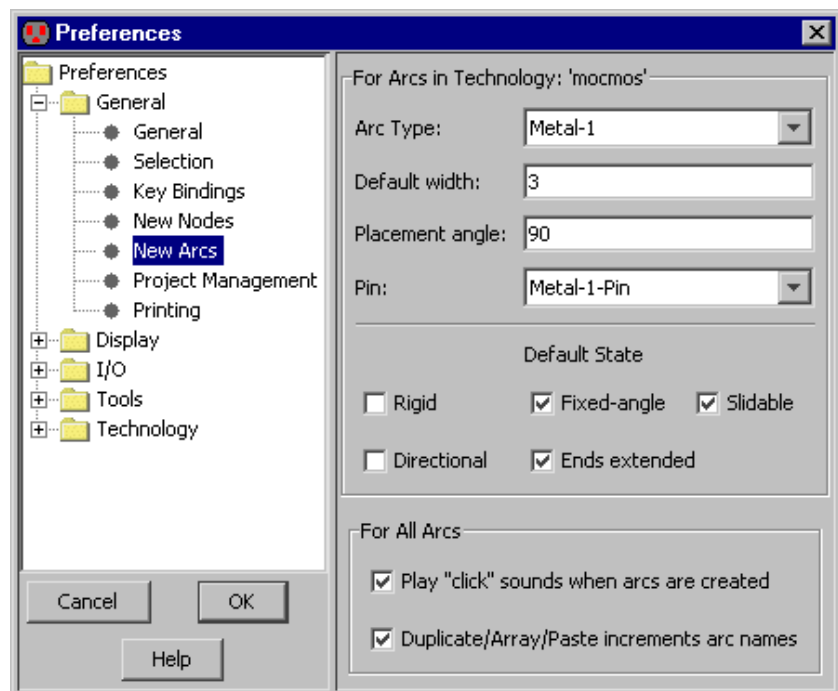 Preferences
Preferences
General
General
Selection
Key Bindings
New Nodes
New Arcs
Project Management
Printing
Display
I/O
Tools
Technology
Cancel
OK
Help
For Arcs in Technology: 'mocmos'
Arc Type: Metal-1
Default width: 3
Placement angle: 90
Pin: Metal-1-Pin
Default State
Rigid Fixed-angle Slidable
Directional Ends extended
For All Arcs
Play "click" sounds when arcs are created
Duplicate/Array/Paste increments arc names